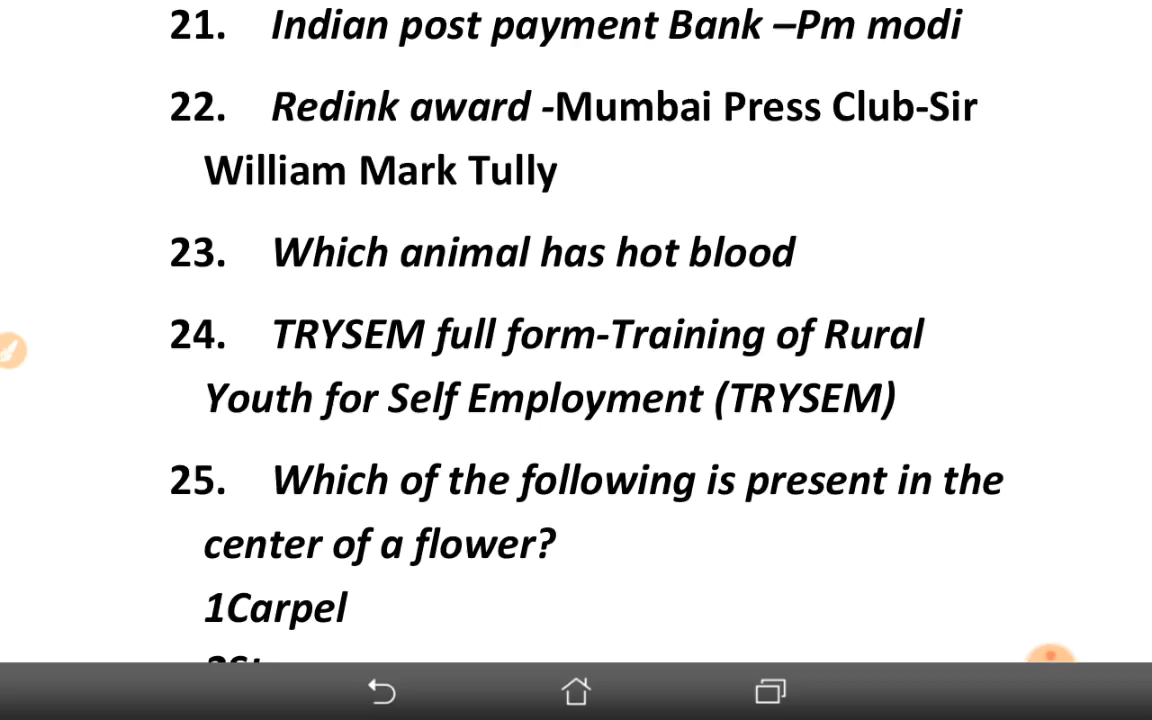 21. Indian post payment Bank –Pm modi
22. Redink award -Mumbai Press Club-Sir
William Mark Tully
23. Which animal has hot blood
24. TRYSEM full form-Training of Rural
Youth for Self Employment (TRYSEM)
25. Which of the following is present in the
center of a flower?
1Carpel